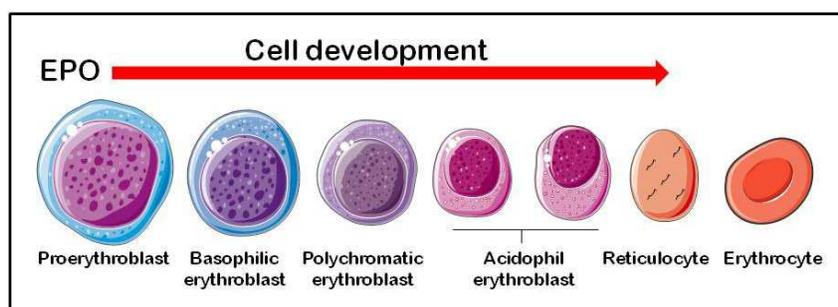 Cell development
EPO
Proerythroblast
Basophilic
erythroblast
Polychromatic
erythroblast
Acidophil
erythroblast
Reticulocyte
Erythrocyte